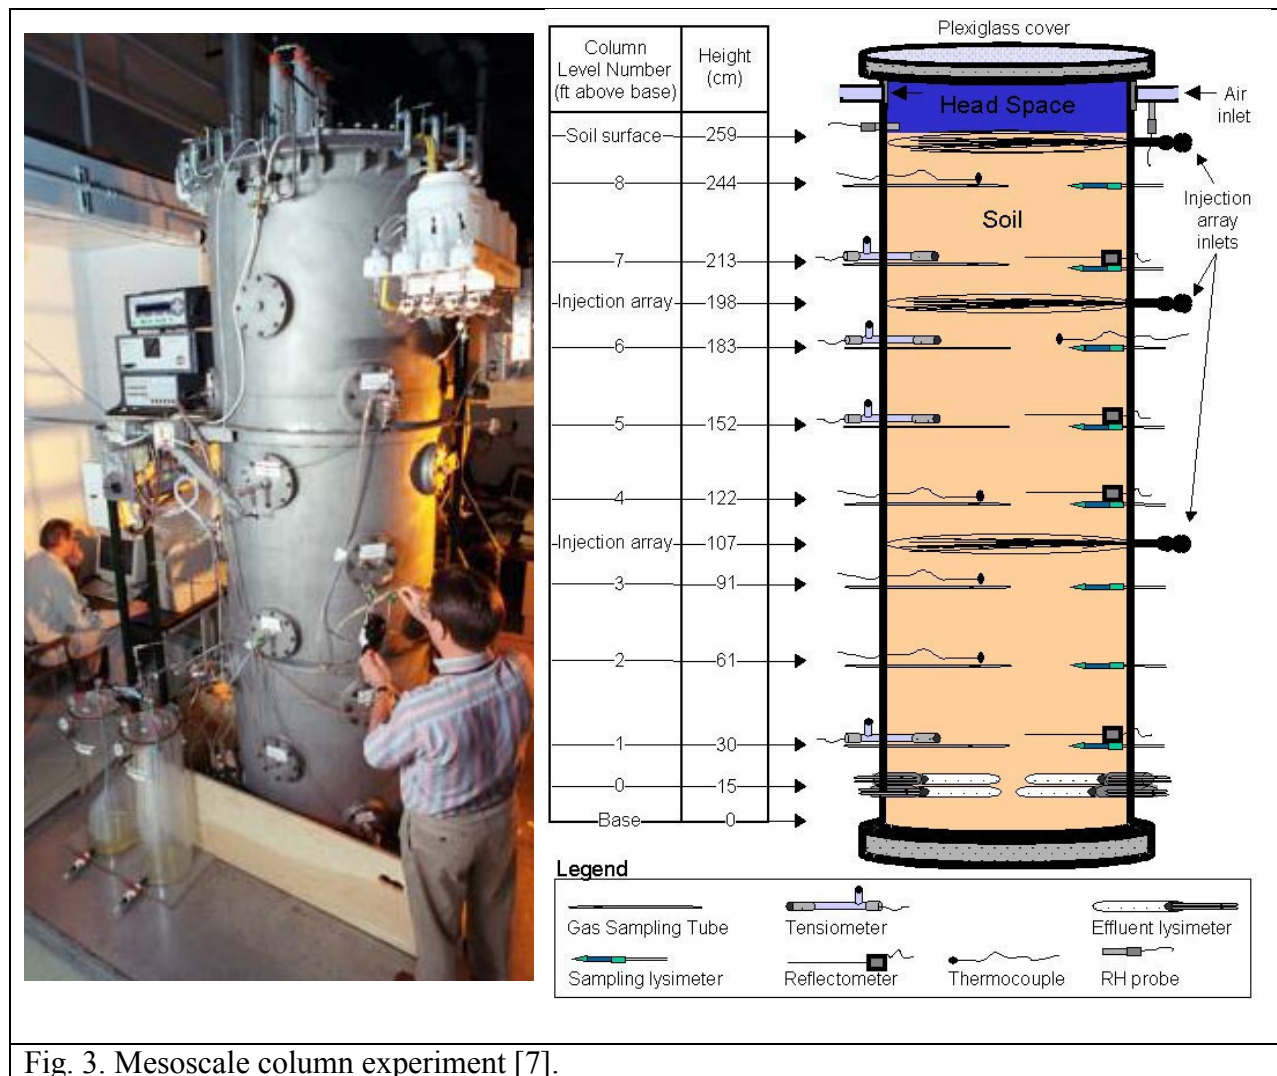 Column
Level Number
(ft above base)
Height
(cm)
Soil surface 259
8 244
7 213
Injection array 198
6 183
5 152
4 122
Injection array 107
3 91
2 61
1 30
0 15
Base 0
Plexiglass cover
Head Space
Air
inlet
Soil
Injection
array
inlets
Legend
Gas Sampling Tube
Tensiometer
Effluent lysimeter
Sampling lysimeter
Reflectometer
Thermocouple
RH probe
Fig. 3. Mesoscale column experiment [7].